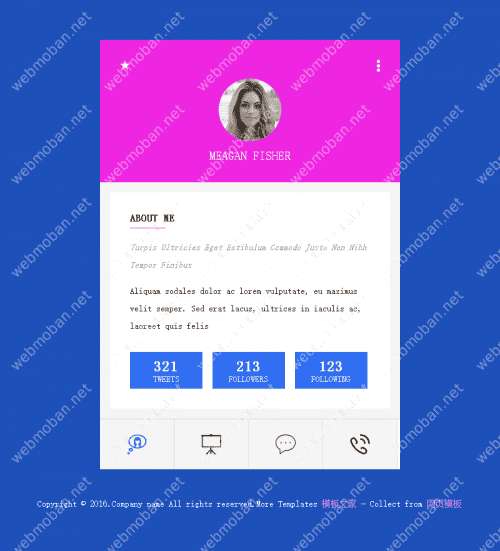 MEAGAN FISHER
ABOUT ME
Turpis Ultricies Eget Estibulum Commodo Justo Non Nibh
Tempor Finibus
Aliquam sodales dolor ac lorem vulputate, eu maximus
velit semper. Sed erat lacus, ultrices in iaculis ac,
laoreet quis felis
321 213 123
TWEETS FOLLOWERS FOLLOWING
Copyright © 2016.Company name All rights reserved.More Templates 模板之家 - Collect from 网页模板
webmoban.net